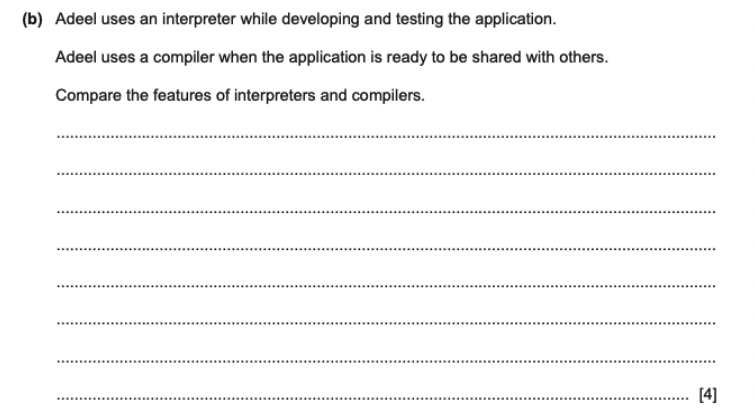 (b) Adeel uses an interpreter while developing and testing the application.
Adeel uses a compiler when the application is ready to be shared with others.
Compare the features of interpreters and compilers.
[4]